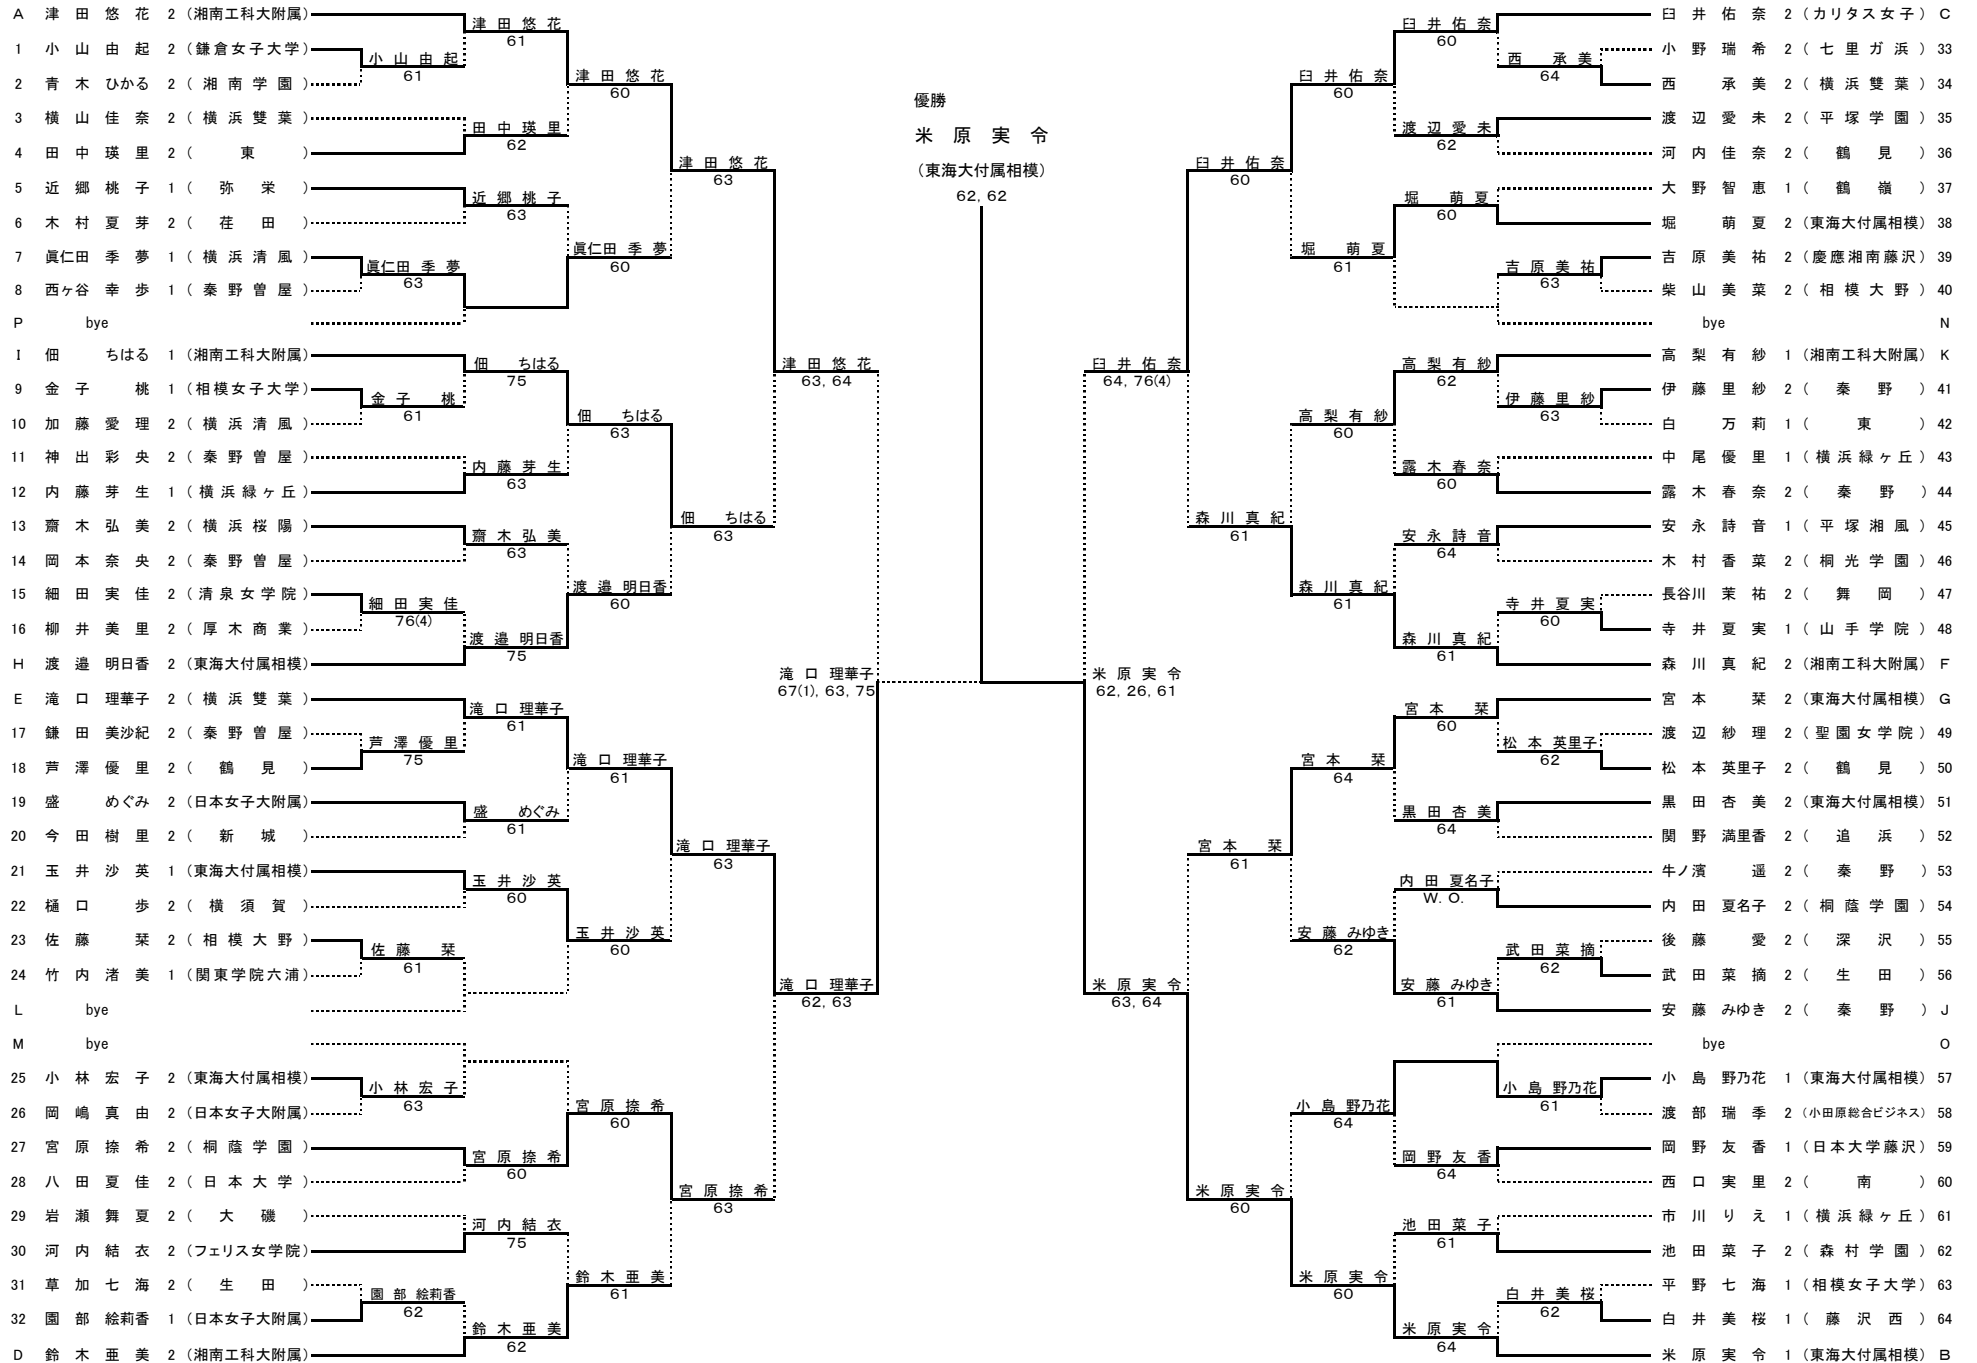 A 津田悠花 2 (湘南工科大附属)
1 小山由起 2 (鎌倉女子大学)
2 青木ひかる 2 (湘南学園)
3 横山佳奈 2 (横浜雙葉)
4 田中瑛里 2 (東)
5 近郷桃子 1 (弥栄)
6 木村夏芽 2 (荏田)
7 眞仁田季夢 1 (横浜清風)
8 西ヶ谷幸歩 1 (秦野曽屋)
P bye
I 佃ちはる 1 (湘南工科大附属)
9 金子桃 1 (相模女子大学)
10 加藤愛理 2 (横浜清風)
11 神出彩央 2 (秦野曽屋)
12 内藤芽生 1 (横浜緑ヶ丘)
13 齋木弘美 2 (横浜桜陽)
14 岡本奈央 2 (秦野曽屋)
15 細田実佳 2 (清泉女学院)
16 柳井美里 2 (厚木商業)
H 渡邉明日香 2 (東海大付属相模)
E 滝口理華子 2 (横浜雙葉)
17 鎌田美沙紀 2 (秦野曽屋)
18 芦澤優里 2 (鶴見)
19 盛めぐみ 2 (日本女子大附属)
20 今田樹里 2 (新城)
21 玉井沙英 1 (東海大付属相模)
22 樋口歩 2 (横須賀)
23 佐藤栞 2 (相模大野)
24 竹内渚美 1 (関東学院六浦)
L bye
M bye
25 小林宏子 2 (東海大付属相模)
26 岡嶋真由 2 (日本女子大附属)
27 宮原捺希 2 (桐蔭学園)
28 八田夏佳 2 (日本大学)
29 岩瀬舞夏 2 (大磯)
30 河内結衣 2 (フェリス女学院)
31 草加七海 2 (生田)
32 園部絵莉香 1 (日本女子大附属)
D 鈴木亜美 2 (湘南工科大附属)
小山由起
61
眞仁田季夢
63
金子桃
61
細田実佳
76(4)
芦澤優里
75
佐藤栞
61
小林宏子
63
園部絵莉香
62
津田悠花
61
田中瑛里
62
近郷桃子
63
佃ちはる
75
内藤芽生
63
齋木弘美
63
渡邉明日香
75
滝口理華子
61
盛めぐみ
61
玉井沙英
60
宮原捺希
60
河内結衣
75
鈴木亜美
62
津田悠花
60
眞仁田季夢
60
佃ちはる
63
渡邉明日香
60
滝口理華子
61
玉井沙英
60
宮原捺希
60
鈴木亜美
61
津田悠花
63
佃ちはる
63
滝口理華子
63
宮原捺希
63
津田悠花
63, 64
滝口理華子
62, 63
滝口理華子
67(1), 63, 75
優勝
米原実令
(東海大付属相模)
62, 62
米原実令
62, 26, 61
臼井佑奈
64, 76(4)
米原実令
63, 64
臼井佑奈
60
森川真紀
61
宮本栞
61
米原実令
60
臼井佑奈
60
堀萌夏
61
高梨有紗
60
森川真紀
61
宮本栞
64
安藤みゆき
62
小島野乃花
64
米原実令
60
臼井佑奈
60
渡辺愛未
62
堀萌夏
60
高梨有紗
62
露木春奈
60
安永詩音
64
森川真紀
61
宮本栞
60
黒田杏美
64
内田夏名子
W. O.
安藤みゆき
61
岡野友香
64
池田菜子
61
米原実令
64
西承美
64
吉原美祐
63
伊藤里紗
63
寺井夏実
60
松本英里子
62
武田菜摘
62
小島野乃花
61
白井美桜
62
臼井佑奈 2 (カリタス女子) C
小野瑞希 2 (七里ガ浜) 33
西承美 2 (横浜雙葉) 34
渡辺愛未 2 (平塚学園) 35
河内佳奈 2 (鶴見) 36
大野智恵 1 (鶴嶺) 37
堀萌夏 2 (東海大付属相模) 38
吉原美祐 2 (慶應湘南藤沢) 39
柴山美菜 2 (相模大野) 40
bye N
高梨有紗 1 (湘南工科大附属) K
伊藤里紗 2 (秦野) 41
白万莉 1 (東) 42
中尾優里 1 (横浜緑ヶ丘) 43
露木春奈 2 (秦野) 44
安永詩音 1 (平塚湘風) 45
木村香菜 2 (桐光学園) 46
長谷川茉祐 2 (舞岡) 47
寺井夏実 1 (山手学院) 48
森川真紀 2 (湘南工科大附属) F
宮本栞 2 (東海大付属相模) G
渡辺紗理 2 (聖園女学院) 49
松本英里子 2 (鶴見) 50
黒田杏美 2 (東海大付属相模) 51
関野満里香 2 (追浜) 52
牛ノ濱遥 2 (秦野) 53
内田夏名子 2 (桐蔭学園) 54
後藤愛 2 (深沢) 55
武田菜摘 2 (生田) 56
安藤みゆき 2 (秦野) J
bye O
小島野乃花 1 (東海大付属相模) 57
渡部瑞季 2 (小田原総合ビジネス) 58
岡野友香 1 (日本大学藤沢) 59
西口実里 2 (南) 60
市川りえ 1 (横浜緑ヶ丘) 61
池田菜子 2 (森村学園) 62
平野七海 1 (相模女子大学) 63
白井美桜 1 (藤沢西) 64
米原実令 1 (東海大付属相模) B